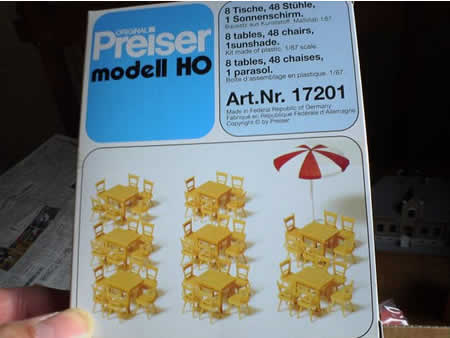 ORIGINAL
Preiser
modell HO
8 Tische, 48 Stühle,
1 Sonnenschirm.
Bausatz aus Kunststoff. Maßstab 1:87
8 tables, 48 chairs,
1sunshade.
Kit made of plastic. 1/87 scale.
8 tables, 48 chaises,
1 parasol.
Boîte d'assemblage en plastique. 1/87
Art.Nr. 17201
Made in Federal Republic of Germany
Fabriqué en République Fédérale d'Allemagne
Copyright © by Preiser